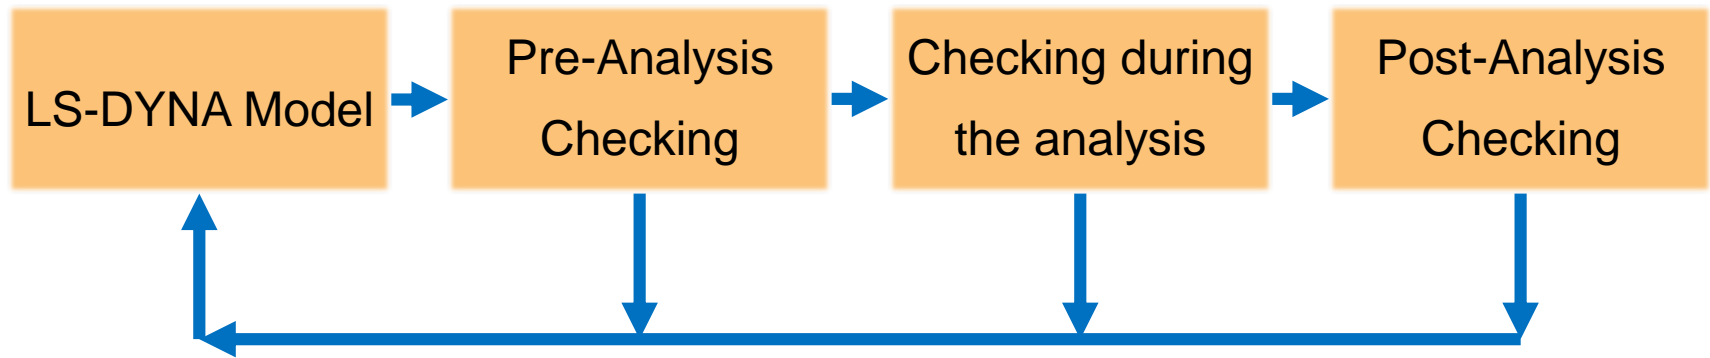 LS-DYNA Model
Pre-Analysis
Checking
Checking during
the analysis
Post-Analysis
Checking